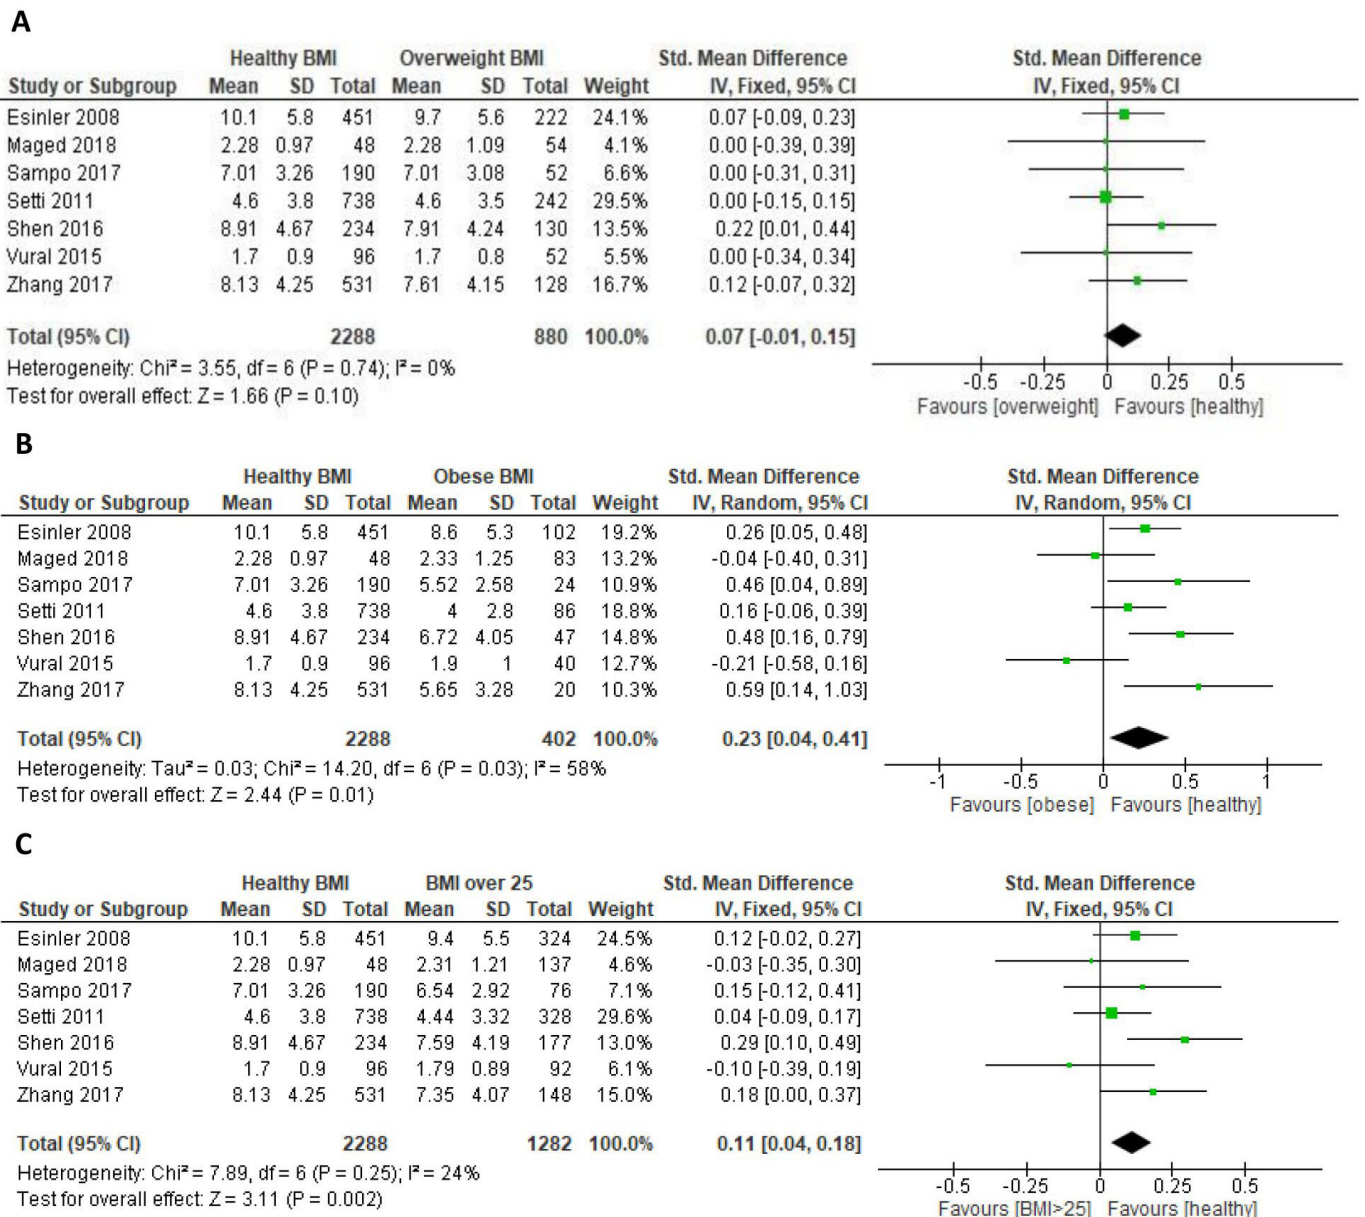 A
Healthy BMI Overweight BMI Std. Mean Difference Std. Mean Difference
Study or Subgroup Mean SD Total Mean SD Total Weight IV, Fixed, 95% CI IV, Fixed, 95% CI
Esinler 2008 10.1 5.8 451 9.7 5.6 222 24.1% 0.07 [-0.09, 0.23]
Maged 2018 2.28 0.97 48 2.28 1.09 54 4.1% 0.00 [-0.39, 0.39]
Sampo 2017 7.01 3.26 190 7.01 3.08 52 6.6% 0.00 [-0.31, 0.31]
Setti 2011 4.6 3.8 738 4.6 3.5 242 29.5% 0.00 [-0.15, 0.15]
Shen 2016 8.91 4.67 234 7.91 4.24 130 13.5% 0.22 [0.01, 0.44]
Vural 2015 1.7 0.9 96 1.7 0.8 52 5.5% 0.00 [-0.34, 0.34]
Zhang 2017 8.13 4.25 531 7.61 4.15 128 16.7% 0.12 [-0.07, 0.32]
Total (95% CI) 2288 880 100.0% 0.07 [-0.01, 0.15]
Heterogeneity: Chi² = 3.55, df = 6 (P = 0.74); I² = 0%
Test for overall effect: Z = 1.66 (P = 0.10)
-0.5 -0.25 0 0.25 0.5
Favours [overweight] Favours [healthy]
B
Healthy BMI Obese BMI Std. Mean Difference Std. Mean Difference
Study or Subgroup Mean SD Total Mean SD Total Weight IV, Random, 95% CI IV, Random, 95% CI
Esinler 2008 10.1 5.8 451 8.6 5.3 102 19.2% 0.26 [0.05, 0.48]
Maged 2018 2.28 0.97 48 2.33 1.25 83 13.2% -0.04 [-0.40, 0.31]
Sampo 2017 7.01 3.26 190 5.52 2.58 24 10.9% 0.46 [0.04, 0.89]
Setti 2011 4.6 3.8 738 4 2.8 86 18.8% 0.16 [-0.06, 0.39]
Shen 2016 8.91 4.67 234 6.72 4.05 47 14.8% 0.48 [0.16, 0.79]
Vural 2015 1.7 0.9 96 1.9 1 40 12.7% -0.21 [-0.58, 0.16]
Zhang 2017 8.13 4.25 531 5.65 3.28 20 10.3% 0.59 [0.14, 1.03]
Total (95% CI) 2288 402 100.0% 0.23 [0.04, 0.41]
Heterogeneity: Tau² = 0.03; Chi² = 14.20, df = 6 (P = 0.03); I² = 58%
Test for overall effect: Z = 2.44 (P = 0.01)
-1 -0.5 0 0.5 1
Favours [obese] Favours [healthy]
C
Healthy BMI BMI over 25 Std. Mean Difference Std. Mean Difference
Study or Subgroup Mean SD Total Mean SD Total Weight IV, Fixed, 95% CI IV, Fixed, 95% CI
Esinler 2008 10.1 5.8 451 9.4 5.5 324 24.5% 0.12 [-0.02, 0.27]
Maged 2018 2.28 0.97 48 2.31 1.21 137 4.6% -0.03 [-0.35, 0.30]
Sampo 2017 7.01 3.26 190 6.54 2.92 76 7.1% 0.15 [-0.12, 0.41]
Setti 2011 4.6 3.8 738 4.44 3.32 328 29.6% 0.04 [-0.09, 0.17]
Shen 2016 8.91 4.67 234 7.59 4.19 177 13.0% 0.29 [0.10, 0.49]
Vural 2015 1.7 0.9 96 1.79 0.89 92 6.1% -0.10 [-0.39, 0.19]
Zhang 2017 8.13 4.25 531 7.35 4.07 148 15.0% 0.18 [0.00, 0.37]
Total (95% CI) 2288 1282 100.0% 0.11 [0.04, 0.18]
Heterogeneity: Chi² = 7.89, df = 6 (P = 0.25); I² = 24%
Test for overall effect: Z = 3.11 (P = 0.002)
-0.5 -0.25 0 0.25 0.5
Favours [BMI>25] Favours [healthy]